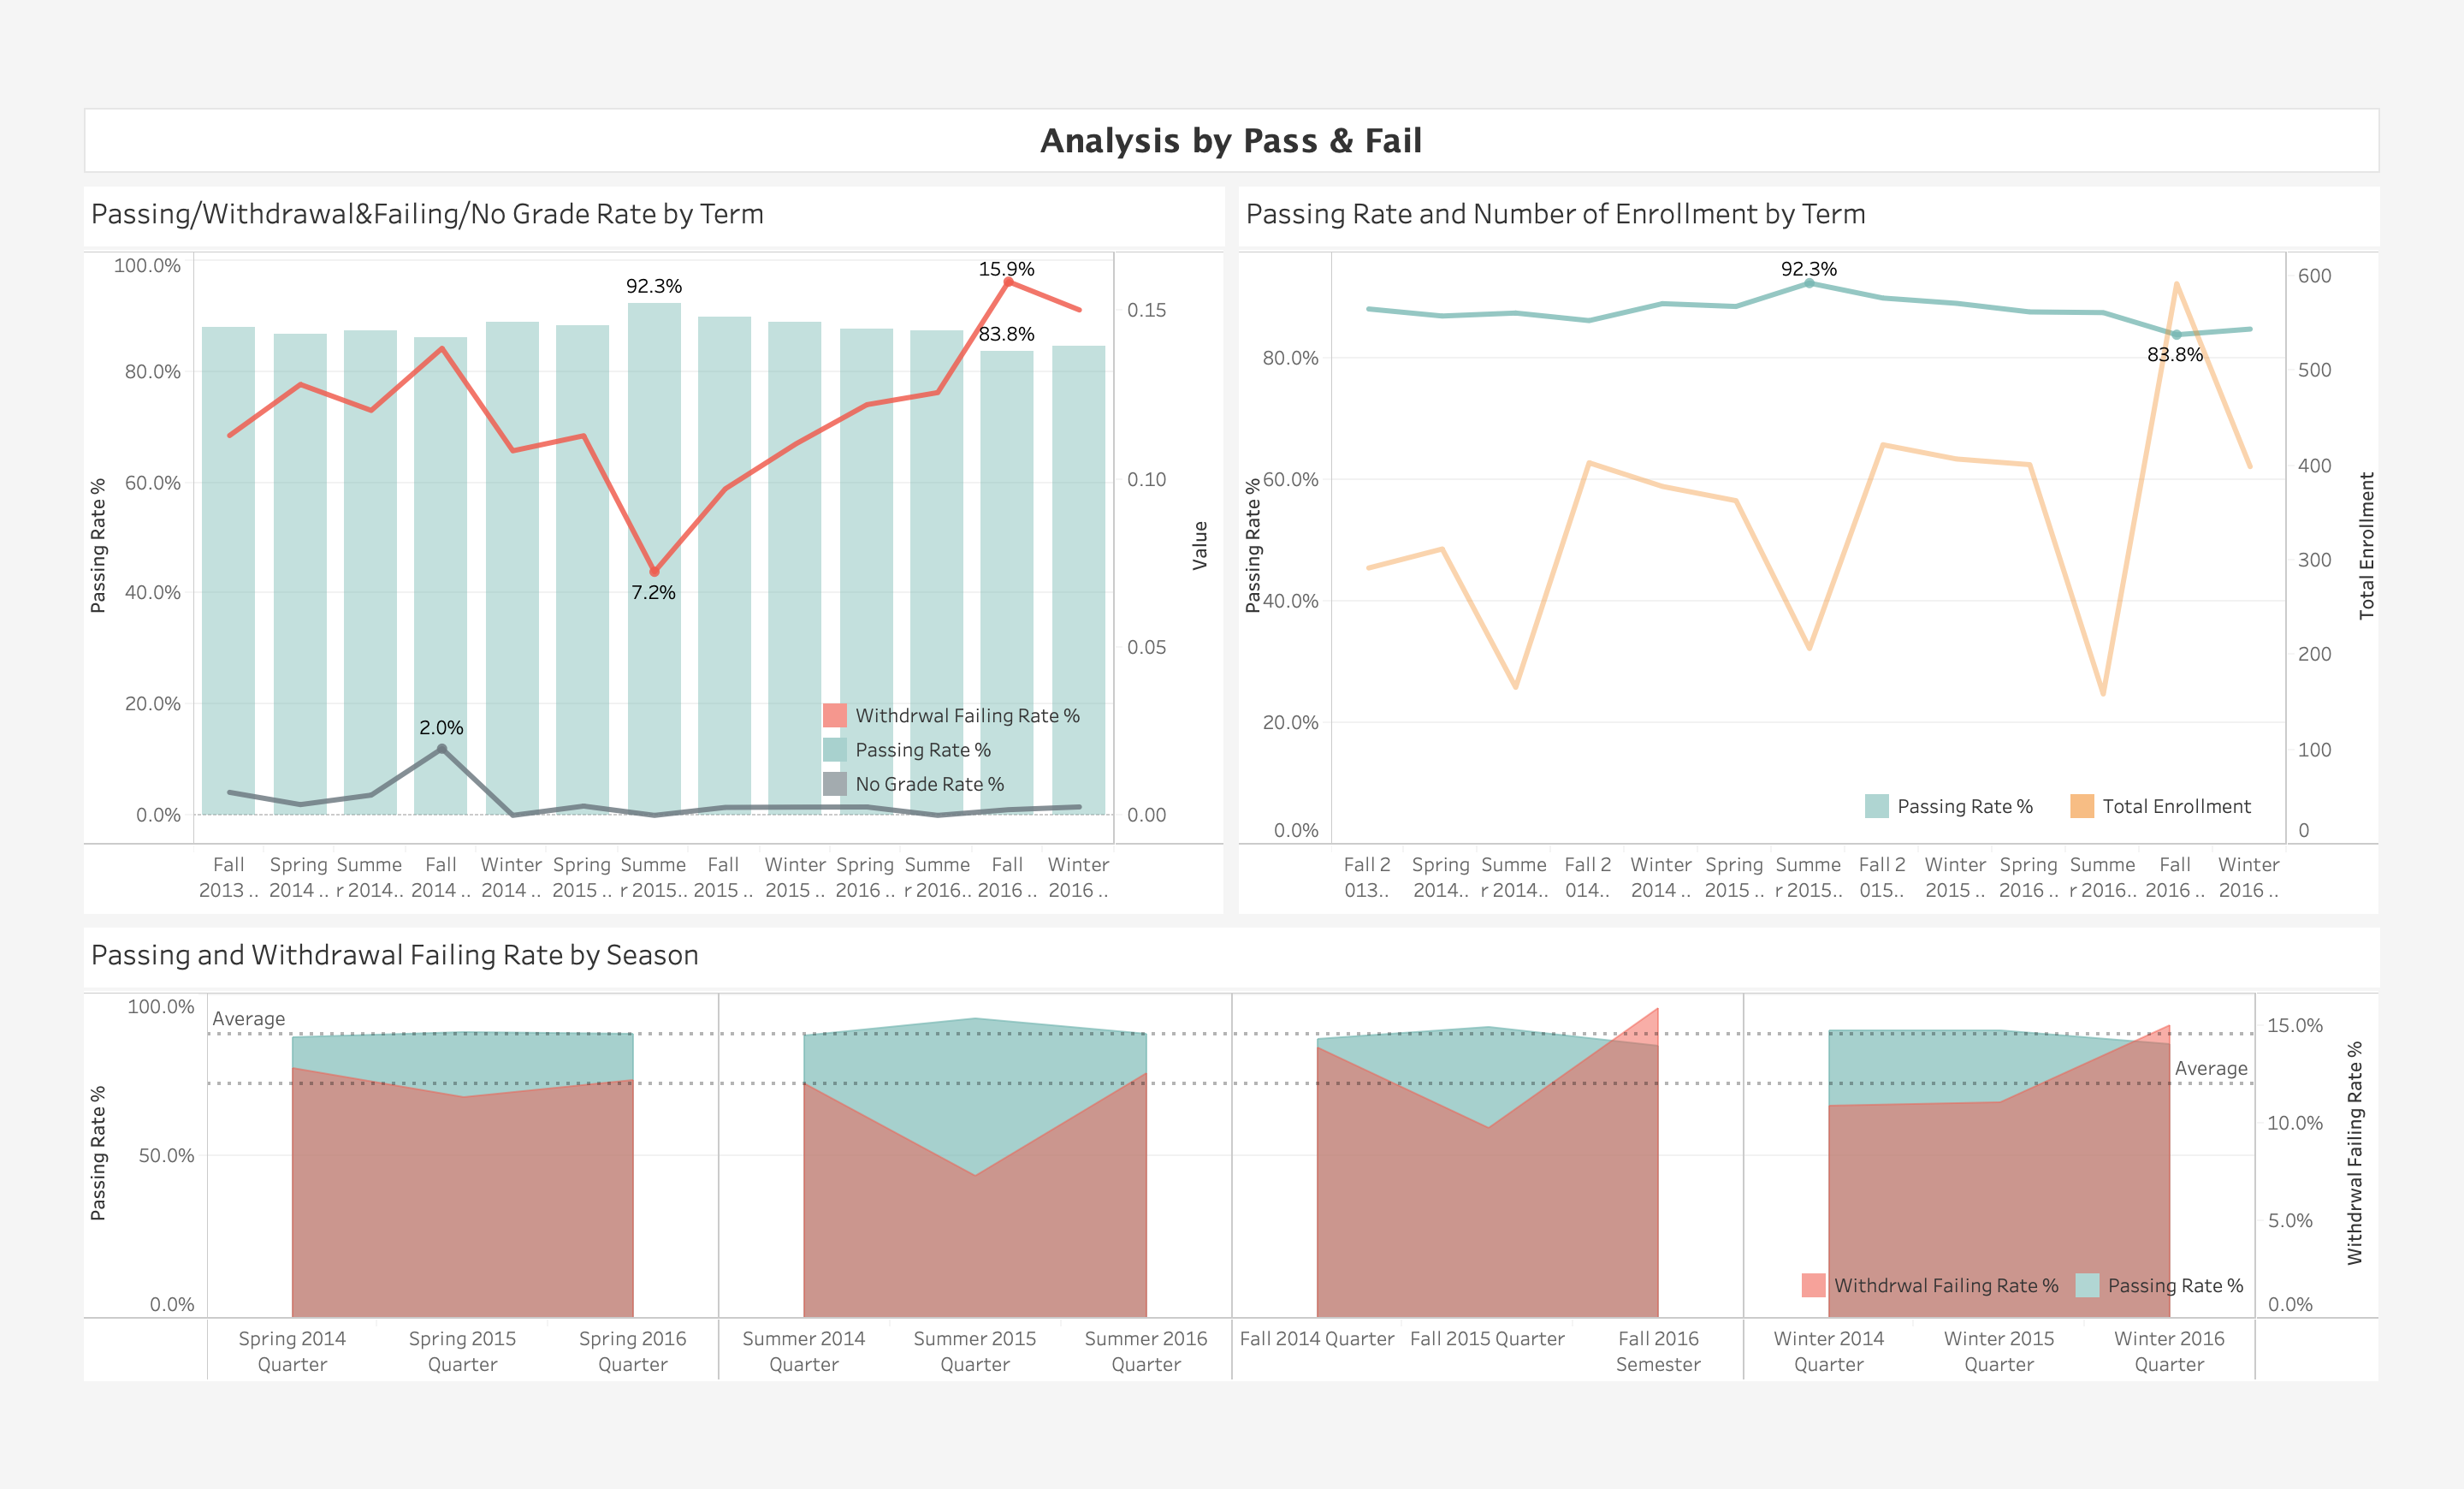 Analysis by Pass & Fail
Passing/Withdrawal&Failing/No Grade Rate by Term
100.0%
80.0%
60.0%
40.0%
20.0%
0.0%
Passing Rate %
92.3%
15.9%
83.8%
7.2%
2.0%
0.15
0.10
0.05
0.00
Value
Withdrwal Failing Rate %
Passing Rate %
No Grade Rate %
Fall
2013 ..
Spring
2014 ..
Summe
r 2014..
Fall
2014 ..
Winter
2014 ..
Spring
2015 ..
Summe
r 2015..
Fall
2015 ..
Winter
2015 ..
Spring
2016 ..
Summe
r 2016..
Fall
2016 ..
Winter
2016 ..
Passing Rate and Number of Enrollment by Term
80.0%
60.0%
40.0%
20.0%
0.0%
Passing Rate %
92.3%
83.8%
600
500
400
300
200
100
0
Total Enrollment
Passing Rate %
Total Enrollment
Fall 2
013..
Spring
2014..
Summe
r 2014..
Fall 2
014..
Winter
2014 ..
Spring
2015 ..
Summe
r 2015..
Fall 2
015..
Winter
2015 ..
Spring
2016 ..
Summe
r 2016..
Fall
2016 ..
Winter
2016 ..
Passing and Withdrawal Failing Rate by Season
100.0%
50.0%
0.0%
Passing Rate %
Average
Average
15.0%
10.0%
5.0%
0.0%
Withdrwal Failing Rate %
Withdrwal Failing Rate %
Passing Rate %
Spring 2014
Quarter
Spring 2015
Quarter
Spring 2016
Quarter
Summer 2014
Quarter
Summer 2015
Quarter
Summer 2016
Quarter
Fall 2014 Quarter
Fall 2015 Quarter
Fall 2016
Semester
Winter 2014
Quarter
Winter 2015
Quarter
Winter 2016
Quarter